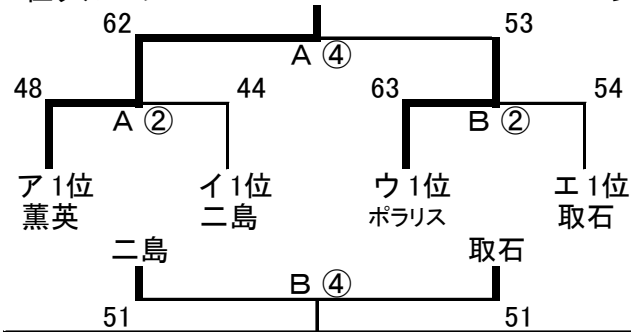 62 53
A ④
48 44 63 54
A ② B ②
ア 1位 イ 1位 ウ 1位 エ 1位
薫英 二島 ポラリス 取石
二島 取石
B ④
51 51